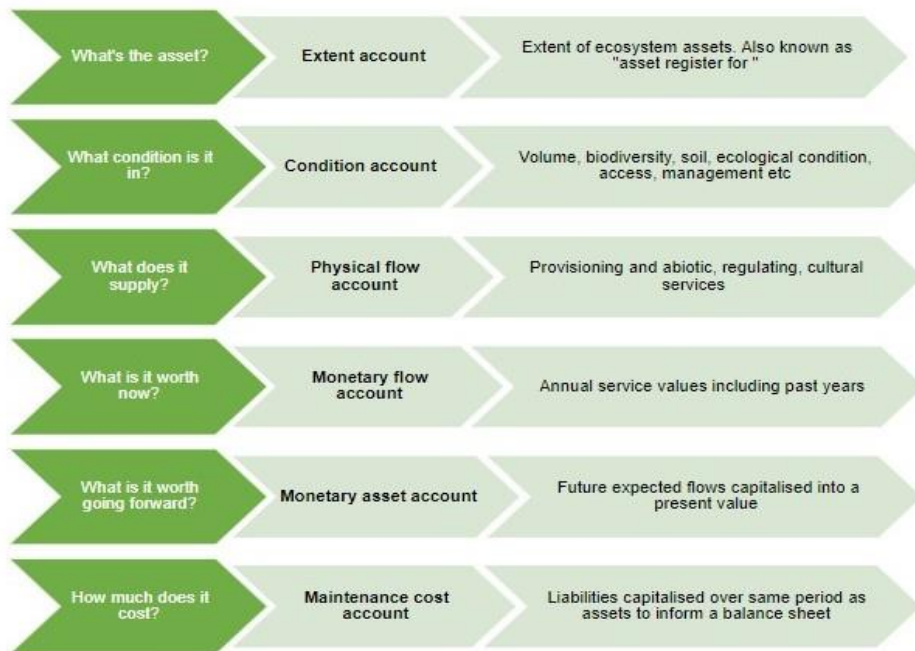 What's the asset?
Extent account
Extent of ecosystem assets. Also known as
"asset register for "
What condition is it
in?
Condition account
Volume, biodiversity, soil, ecological condition,
access, management etc
What does it
supply?
Physical flow
account
Provisioning and abiotic, regulating, cultural
services
What is it worth
now?
Monetary flow
account
Annual service values including past years
What is it worth
going forward?
Monetary asset account
Future expected flows capitalised into a
present value
How much does it
cost?
Maintenance cost
account
Liabilities capitalised over same period as
assets to inform a balance sheet